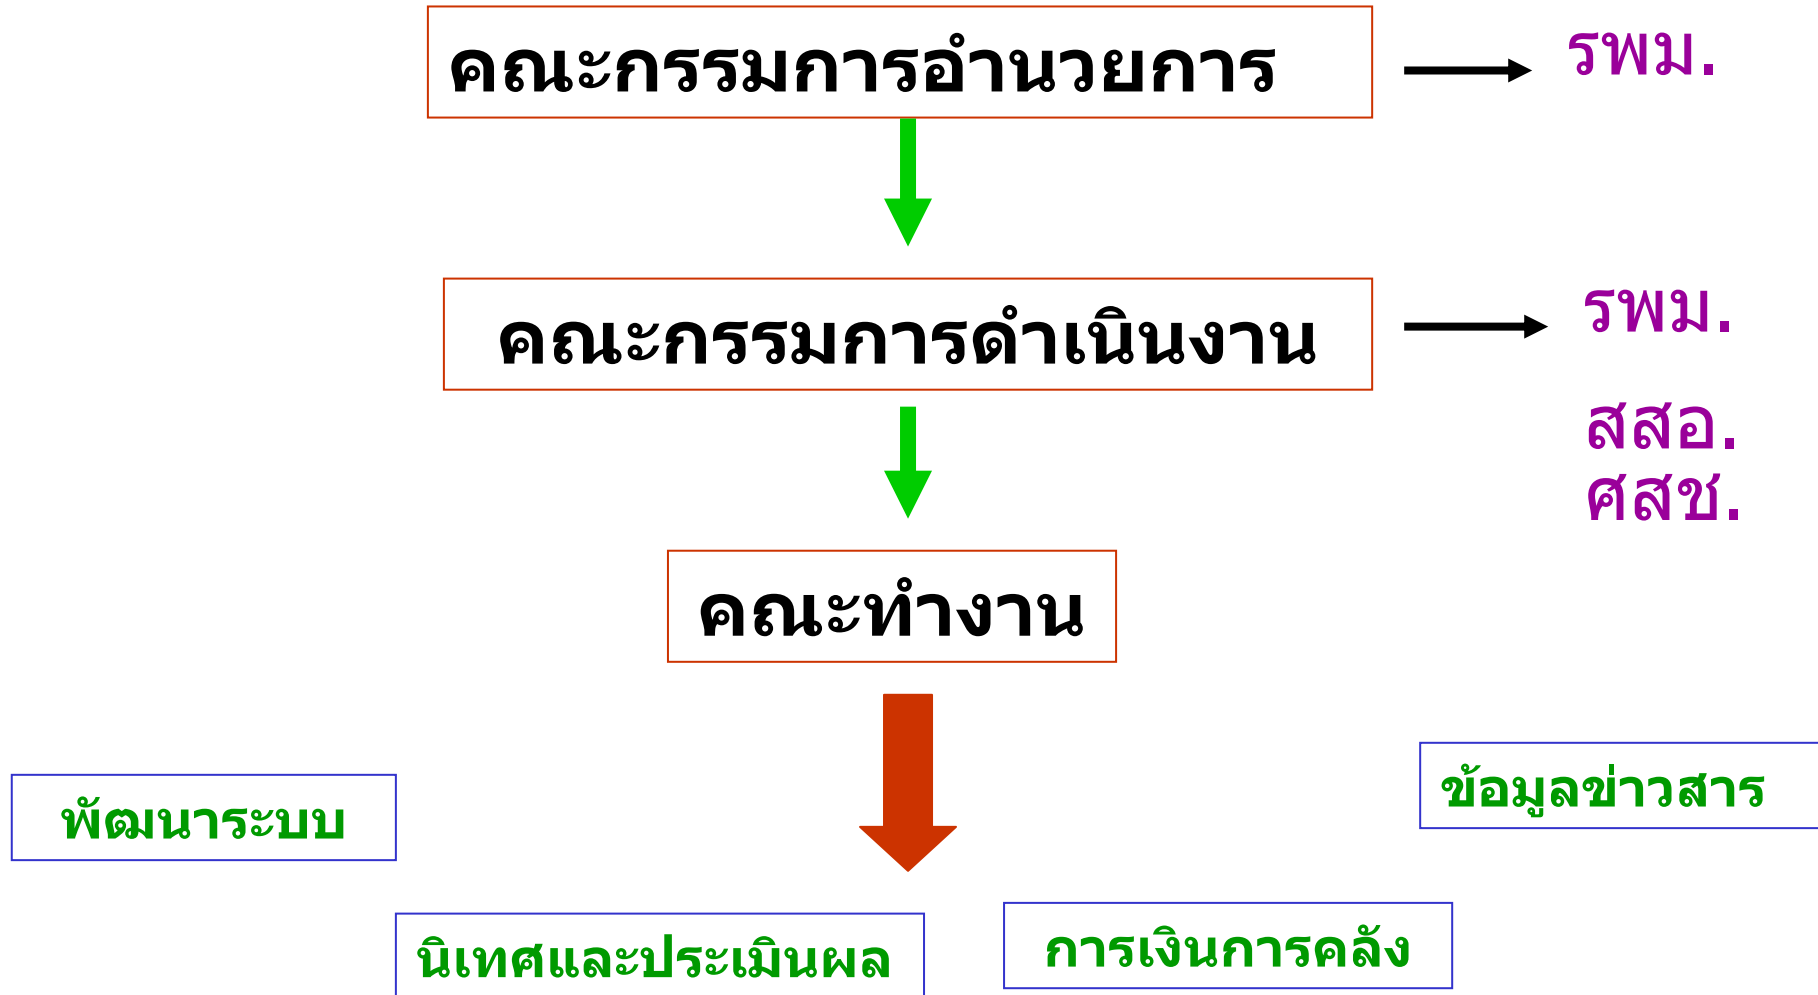 คณะกรรมการอำนวยการ
รพม.
คณะกรรมการดำเนินงาน
รพม.
สสอ.
ศสช.
คณะทำงาน
ข้อมูลข่าวสาร
พัฒนาระบบ
นิเทศและประเมินผล
การเงินการคลัง